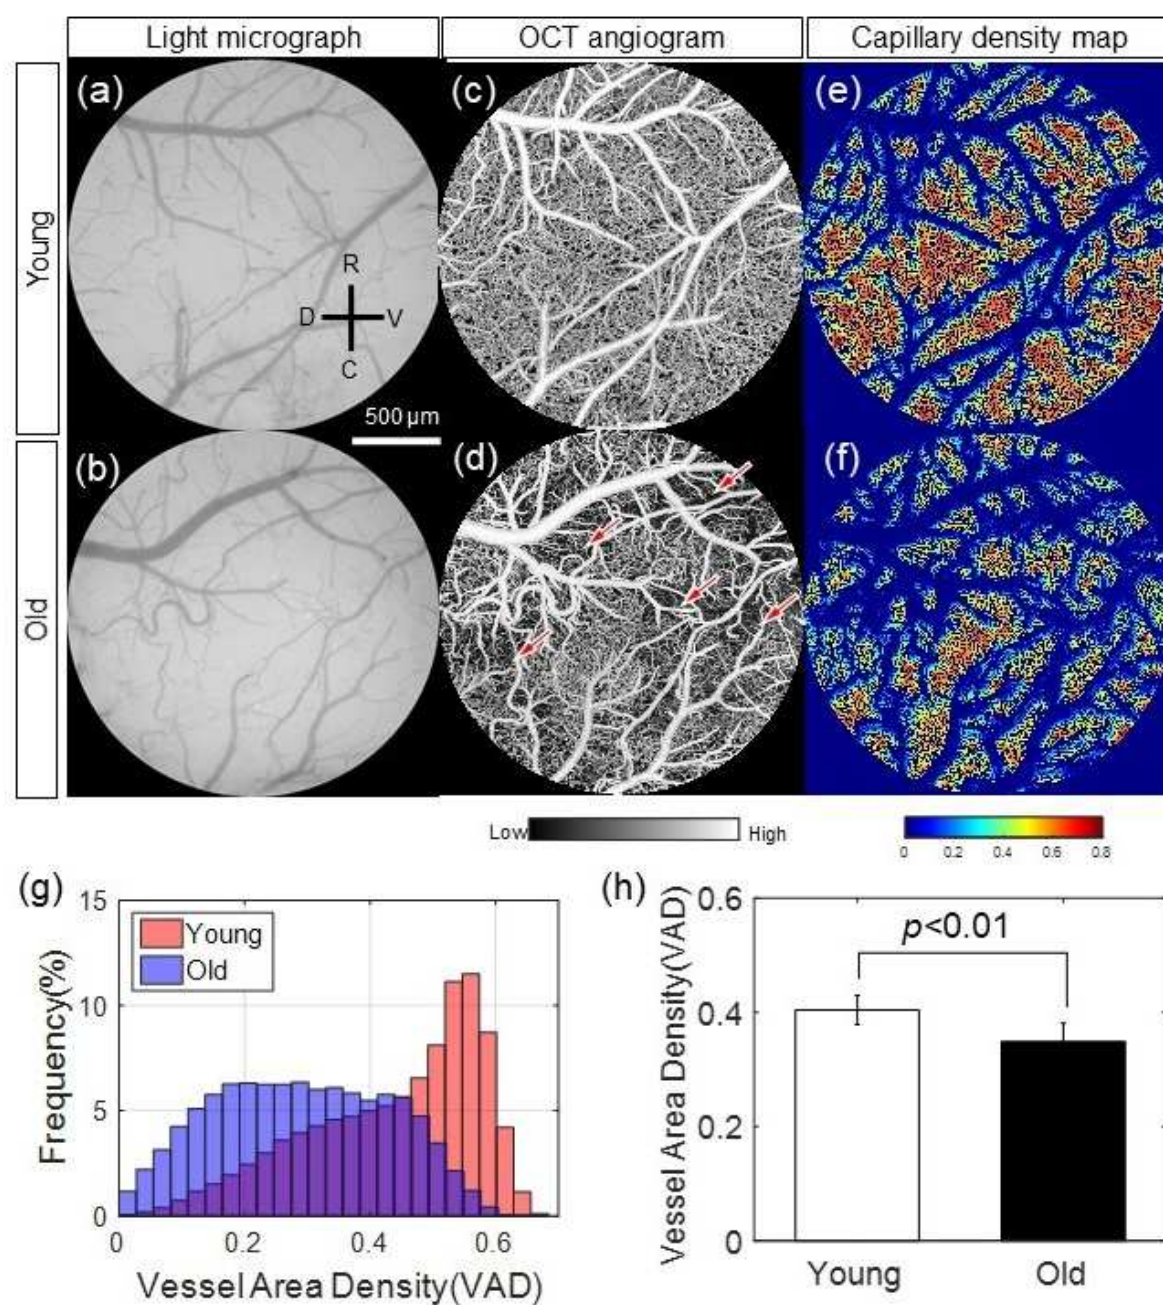 Light micrograph
OCT angiogram
Capillary density map
Young
(a)
(c)
(e)
R
D
V
C
500 µm
Old
(b)
(d)
(f)
Low
High
0
0.2
0.4
0.6
0.8
(g)
15
10
5
0
Frequency(%)
Young
Old
0
0.2
0.4
0.6
Vessel Area Density(VAD)
(h)
0.6
0.4
0.2
0
Vessel Area Density(VAD)
p<0.01
Young
Old